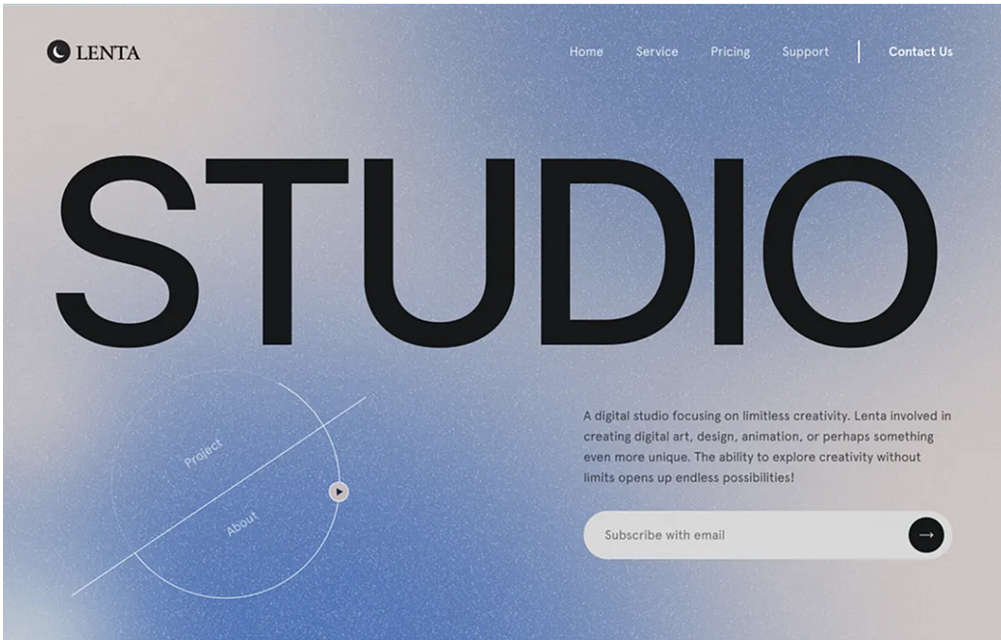 LENTA
Home Service Pricing Support Contact Us
STUDIO
Project
About
A digital studio focusing on limitless creativity. Lenta involved in
creating digital art, design, animation, or perhaps something
even more unique. The ability to explore creativity without
limits opens up endless possibilities!
Subscribe with email